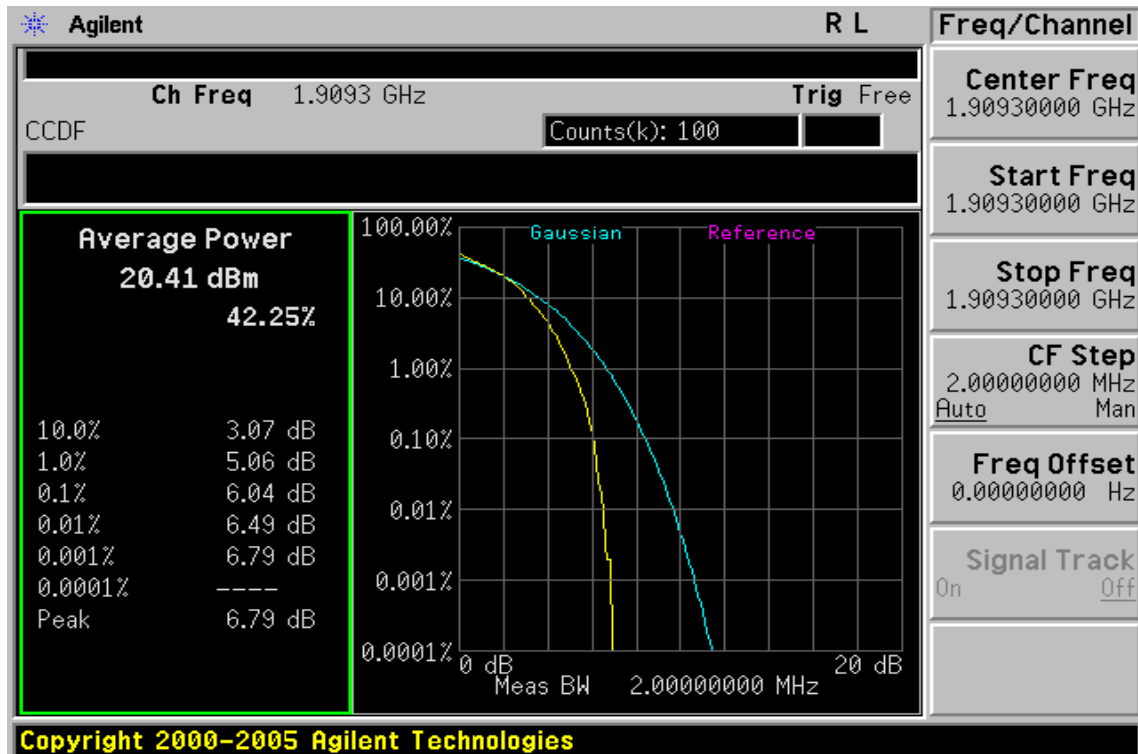 Agilent
R L
Freq/Channel
Ch Freq 1.9093 GHz
Trig Free
CCDF
Counts(k): 100
Average Power
20.41 dBm
42.25%
10.0% 3.07 dB
1.0% 5.06 dB
0.1% 6.04 dB
0.01% 6.49 dB
0.001% 6.79 dB
0.0001% ----
Peak 6.79 dB
100.00%
10.00%
1.00%
0.10%
0.01%
0.001%
0.0001%
Gaussian
Reference
0 dB
20 dB
Meas BW 2.00000000 MHz
Center Freq
1.90930000 GHz
Start Freq
1.90930000 GHz
Stop Freq
1.90930000 GHz
CF Step
2.00000000 MHz
Auto Man
Freq Offset
0.00000000 Hz
Signal Track
On Off
Copyright 2000-2005 Agilent Technologies